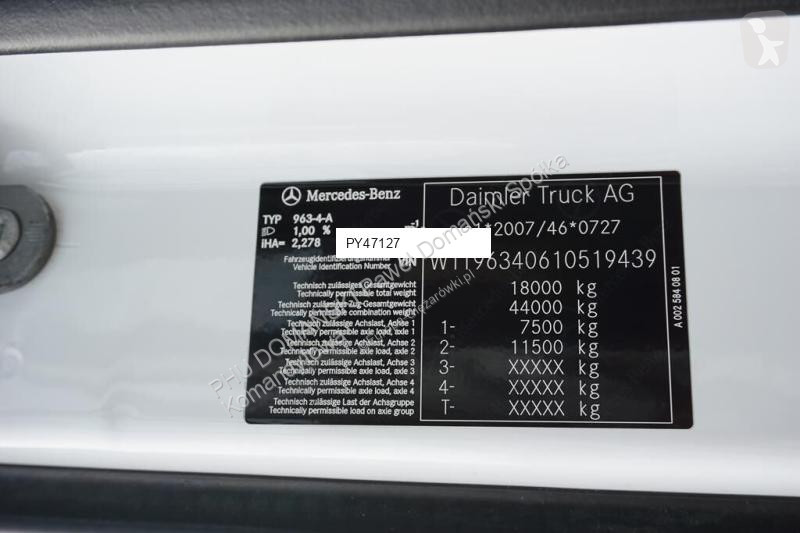 Mercedes-Benz
Daimler Truck AG
TYP 963-4-A
1,00 %
iHA= 2,278
*2007/46*0727
PY47127
Fahrzeugidentifizierungsnummer
Vehicle Identification Number
W1T96340610519439
Technisch zulässiges Gesamtgewicht
Technically permissible total weight
18000 kg
Technisch zulässiges Zug-Gesamtgewicht
Technically permissible combination weight
44000 kg
Technisch zulässige Achslast, Achse 1
Technically permissible axle load, axle 1
1- 7500 kg
Technisch zulässige Achslast, Achse 2
Technically permissible axle load, axle 2
2- 11500 kg
Technisch zulässige Achslast, Achse 3
Technically permissible axle load, axle 3
3- XXXXX kg
Technisch zulässige Achslast, Achse 4
Technically permissible axle load, axle 4
4- XXXXX kg
Technisch zulässige Last der Achsgruppe
Technically permissible load on axle group
T- XXXXX kg
A 002 584 08 01